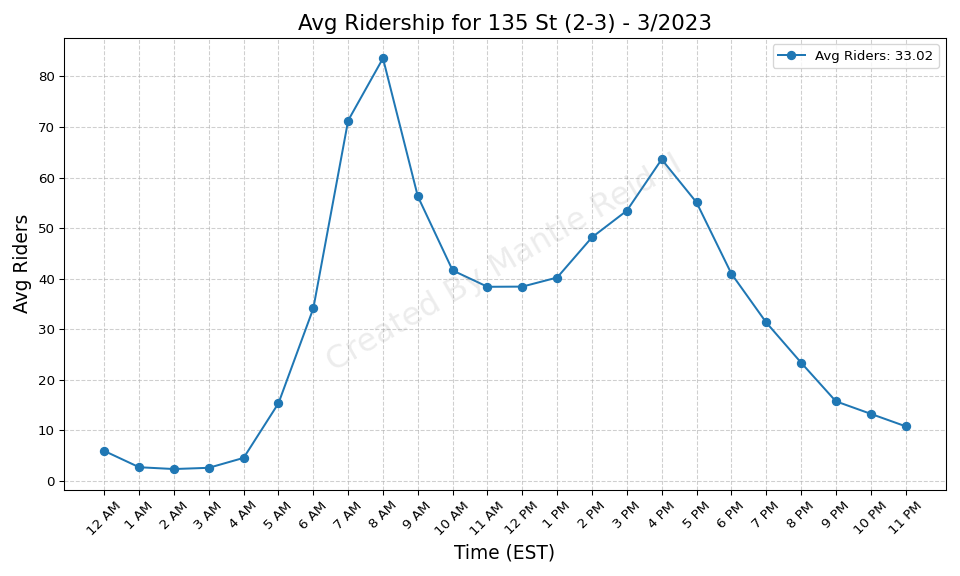 Avg Ridership for 135 St (2-3) - 3/2023
Avg Riders: 33.02
Avg Riders
80
70
60
50
40
30
20
10
0
Created By Mantie Reid
12 AM
1 AM
2 AM
3 AM
4 AM
5 AM
6 AM
7 AM
8 AM
9 AM
10 AM
11 AM
12 PM
1 PM
2 PM
3 PM
4 PM
5 PM
6 PM
7 PM
8 PM
9 PM
10 PM
11 PM
Time (EST)